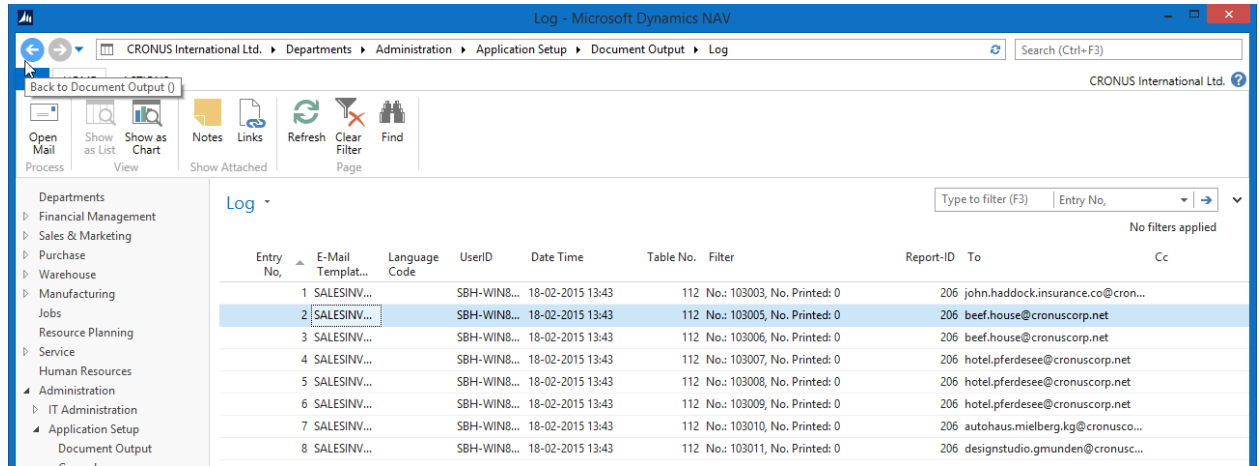 Log - Microsoft Dynamics NAV
CRONUS International Ltd. Departments Administration Application Setup Document Output Log
Search (Ctrl+F3)
Back to Document Output ()
CRONUS International Ltd.
Open Mail
Show as List
Show as Chart
Notes
Links
Refresh
Clear Filter
Find
Process
View
Show Attached
Page
Departments
Financial Management
Sales & Marketing
Purchase
Warehouse
Manufacturing
Jobs
Resource Planning
Service
Human Resources
Administration
IT Administration
Application Setup
Document Output
Log
Type to filter (F3) Entry No,
No filters applied
Entry No, E-Mail Templat... Language Code UserID Date Time Table No. Filter Report-ID To Cc
1 SALESINV... SBH-WIN8... 18-02-2015 13:43 112 No.: 103003, No. Printed: 0 206 john.haddock.insurance.co@cron...
2 SALESINV... SBH-WIN8... 18-02-2015 13:43 112 No.: 103005, No. Printed: 0 206 beef.house@cronuscorp.net
3 SALESINV... SBH-WIN8... 18-02-2015 13:43 112 No.: 103006, No. Printed: 0 206 beef.house@cronuscorp.net
4 SALESINV... SBH-WIN8... 18-02-2015 13:43 112 No.: 103007, No. Printed: 0 206 hotel.pferdesee@cronuscorp.net
5 SALESINV... SBH-WIN8... 18-02-2015 13:43 112 No.: 103008, No. Printed: 0 206 hotel.pferdesee@cronuscorp.net
6 SALESINV... SBH-WIN8... 18-02-2015 13:43 112 No.: 103009, No. Printed: 0 206 hotel.pferdesee@cronuscorp.net
7 SALESINV... SBH-WIN8... 18-02-2015 13:43 112 No.: 103010, No. Printed: 0 206 autohaus.mielberg.kg@cronusco...
8 SALESINV... SBH-WIN8... 18-02-2015 13:43 112 No.: 103011, No. Printed: 0 206 designstudio.gmunden@cronusc...